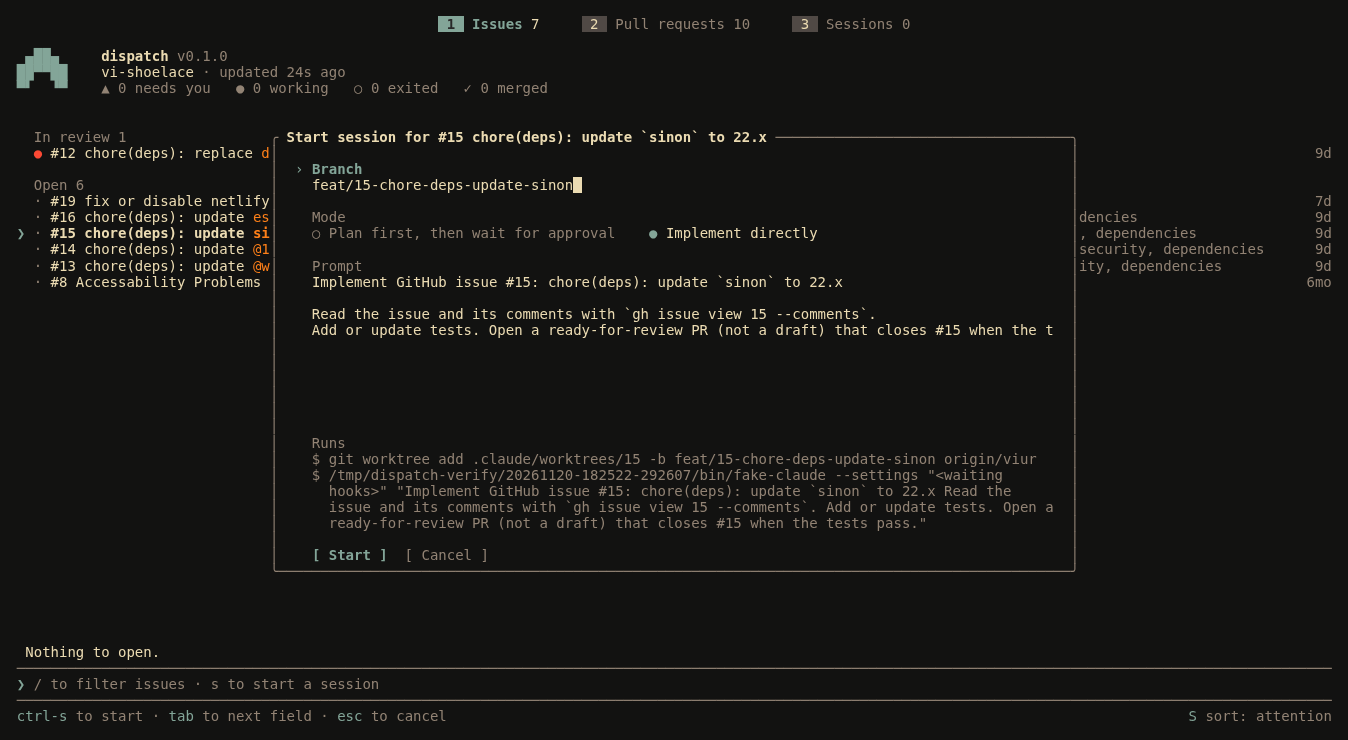 1 Issues 7 2 Pull requests 10 3 Sessions 0
dispatch v0.1.0
vi-shoelace · updated 24s ago
▲ 0 needs you ● 0 working ○ 0 exited ✓ 0 merged
In review 1
● #12 chore(deps): replace d 9d
Open 6
· #19 fix or disable netlify 7d
· #16 chore(deps): update es dencies 9d
❯ · #15 chore(deps): update si , dependencies 9d
· #14 chore(deps): update @1 security, dependencies 9d
· #13 chore(deps): update @w ity, dependencies 9d
· #8 Accessability Problems 6mo
Start session for #15 chore(deps): update `sinon` to 22.x
› Branch
feat/15-chore-deps-update-sinon
Mode
○ Plan first, then wait for approval ● Implement directly
Prompt
Implement GitHub issue #15: chore(deps): update `sinon` to 22.x
Read the issue and its comments with `gh issue view 15 --comments`.
Add or update tests. Open a ready-for-review PR (not a draft) that closes #15 when the t
Runs
$ git worktree add .claude/worktrees/15 -b feat/15-chore-deps-update-sinon origin/viur
$ /tmp/dispatch-verify/20261120-182522-292607/bin/fake-claude --settings "<waiting
hooks>" "Implement GitHub issue #15: chore(deps): update `sinon` to 22.x Read the
issue and its comments with `gh issue view 15 --comments`. Add or update tests. Open a
ready-for-review PR (not a draft) that closes #15 when the tests pass."
[ Start ] [ Cancel ]
Nothing to open.
❯ / to filter issues · s to start a session
ctrl-s to start · tab to next field · esc to cancel S sort: attention